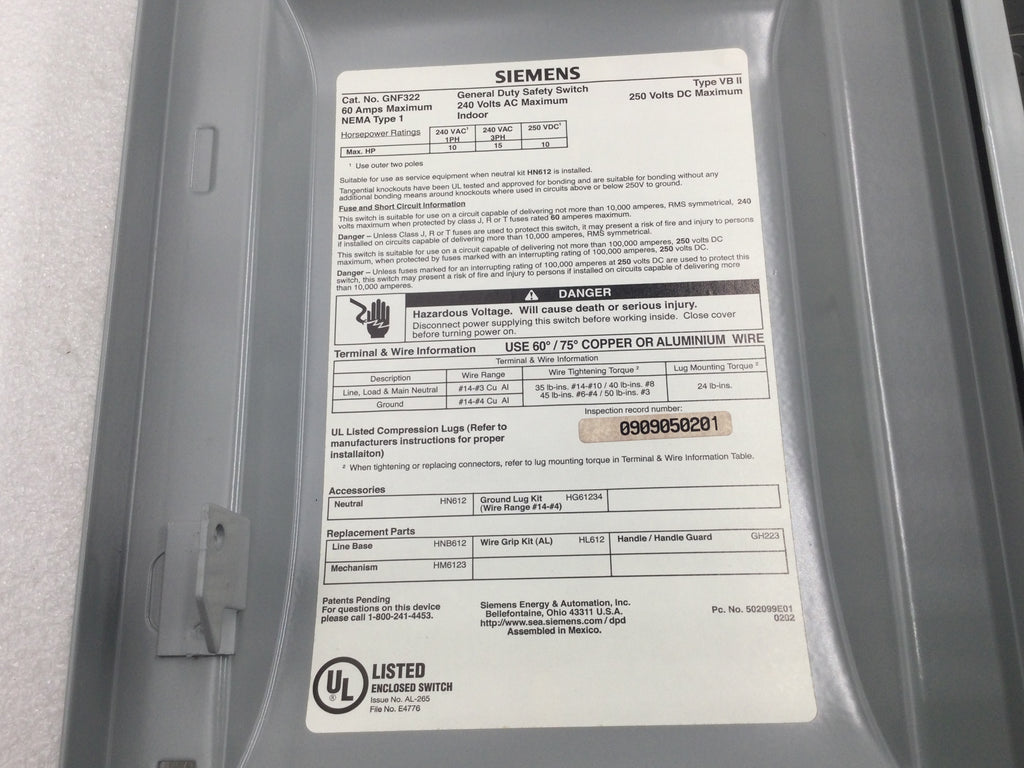 SIEMENS
Cat. No. GNF322 General Duty Safety Switch Type VB II
60 Amps Maximum 240 Volts AC Maximum 250 Volts DC Maximum
NEMA Type 1 Indoor
Horsepower Ratings 240 VAC¹ 1PH 240 VAC 3PH 250 VDC¹
Max. HP 10 15 10
¹ Use outer two poles
Suitable for use as service equipment when neutral kit HN612 is installed.
Tangential knockouts have been UL tested and approved for bonding and are suitable for bonding without any
additional bonding means around knockouts where used in circuits above or below 250V to ground.
Fuse and Short Circuit Information
This switch is suitable for use on a circuit capable of delivering not more than 10,000 amperes, RMS symmetrical, 240
volts maximum when protected by class J, R or T fuses rated 60 amperes maximum.
Danger – Unless Class J, R or T fuses are used to protect this switch, it may present a risk of fire and injury to persons
if installed on circuits capable of delivering more than 10,000 amperes, RMS symmetrical.
This switch is suitable for use on a circuit capable of delivering not more than 100,000 amperes, 250 volts DC
maximum, when protected by fuses marked with an interrupting rating of 100,000 amperes, 250 volts DC.
Danger – Unless fuses marked for an interrupting rating of 100,000 amperes at 250 volts DC are used to protect this
switch, this switch may present a risk of fire and injury to persons if installed on circuit capable of delivering more
than 10,000 amperes.
DANGER
Hazardous Voltage. Will cause death or serious injury.
Disconnect power supplying this switch before working inside. Close cover
before turning power on.
Terminal & Wire Information USE 60° / 75° COPPER OR ALUMINIUM WIRE
Terminal & Wire Information
Description Wire Range Wire Tightening Torque ² Lug Mounting Torque ²
Line, Load & Main Neutral #14-#3 Cu Al 35 lb-ins. #14-#10 / 40 lb-ins. #8 24 lb-ins.
45 lb-ins. #6-#4 / 50 lb-ins. #3
Ground #14-#4 Cu Al
Inspection record number:
0909050201
UL Listed Compression Lugs (Refer to
manufacturers instructions for proper
installaiton)
² When tightening or replacing connectors, refer to lug mounting torque in Terminal & Wire Information Table.
Accessories
Neutral HN612 Ground Lug Kit HG61234
(Wire Range #14-#4)
Replacement Parts
Line Base HNB612 Wire Grip Kit (AL) HL612 Handle / Handle Guard GH223
Mechanism HM6123
Patents Pending
For questions on this device
please call 1-800-241-4453.
Siemens Energy & Automation, Inc.
Bellefontaine, Ohio 43311 U.S.A.
http://www.sea.siemens.com/dpd
Assembled in Mexico.
Pc. No. 502099E01
0202
UL ®
LISTED
ENCLOSED SWITCH
Issue No. AL-265
File No. E4776